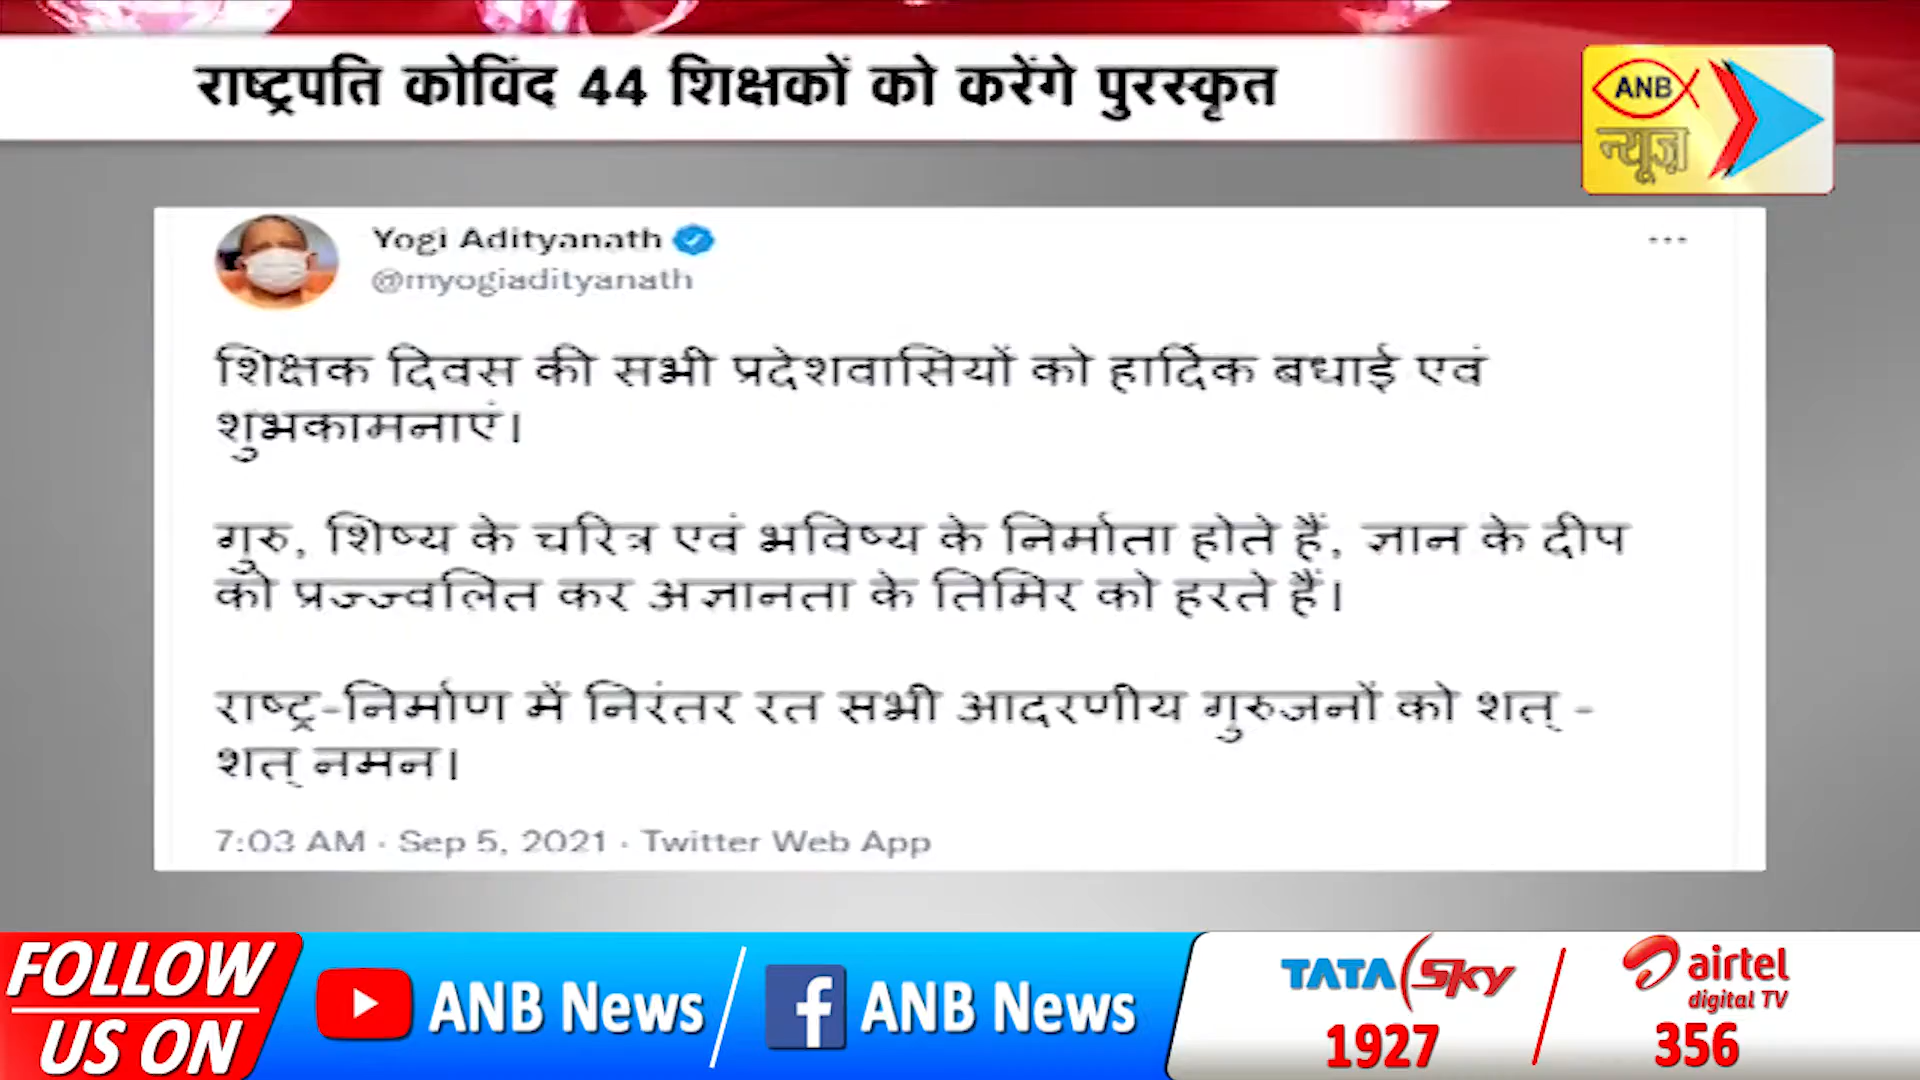 राष्ट्रपति कोविंद 44 शिक्षकों को करेंगे पुरस्कृत
ANB
न्यूज़
Yogi Adityanath
@myogiadityanath
शिक्षक दिवस की सभी प्रदेशवासियों को हार्दिक बधाई एवं
शुभकामनाएं।
गुरु, शिष्य के चरित्र एवं भविष्य के निर्माता होते हैं, ज्ञान के दीप
को प्रज्ज्वलित कर अज्ञानता के तिमिर को हरते हैं।
राष्ट्र-निर्माण में निरंतर रत सभी आदरणीय गुरुजनों को शत् -
शत् नमन।
7:03 AM · Sep 5, 2021 · Twitter Web App
FOLLOW
US ON
ANB News
f ANB News
TATA Sky
1927
airtel
digital TV
356